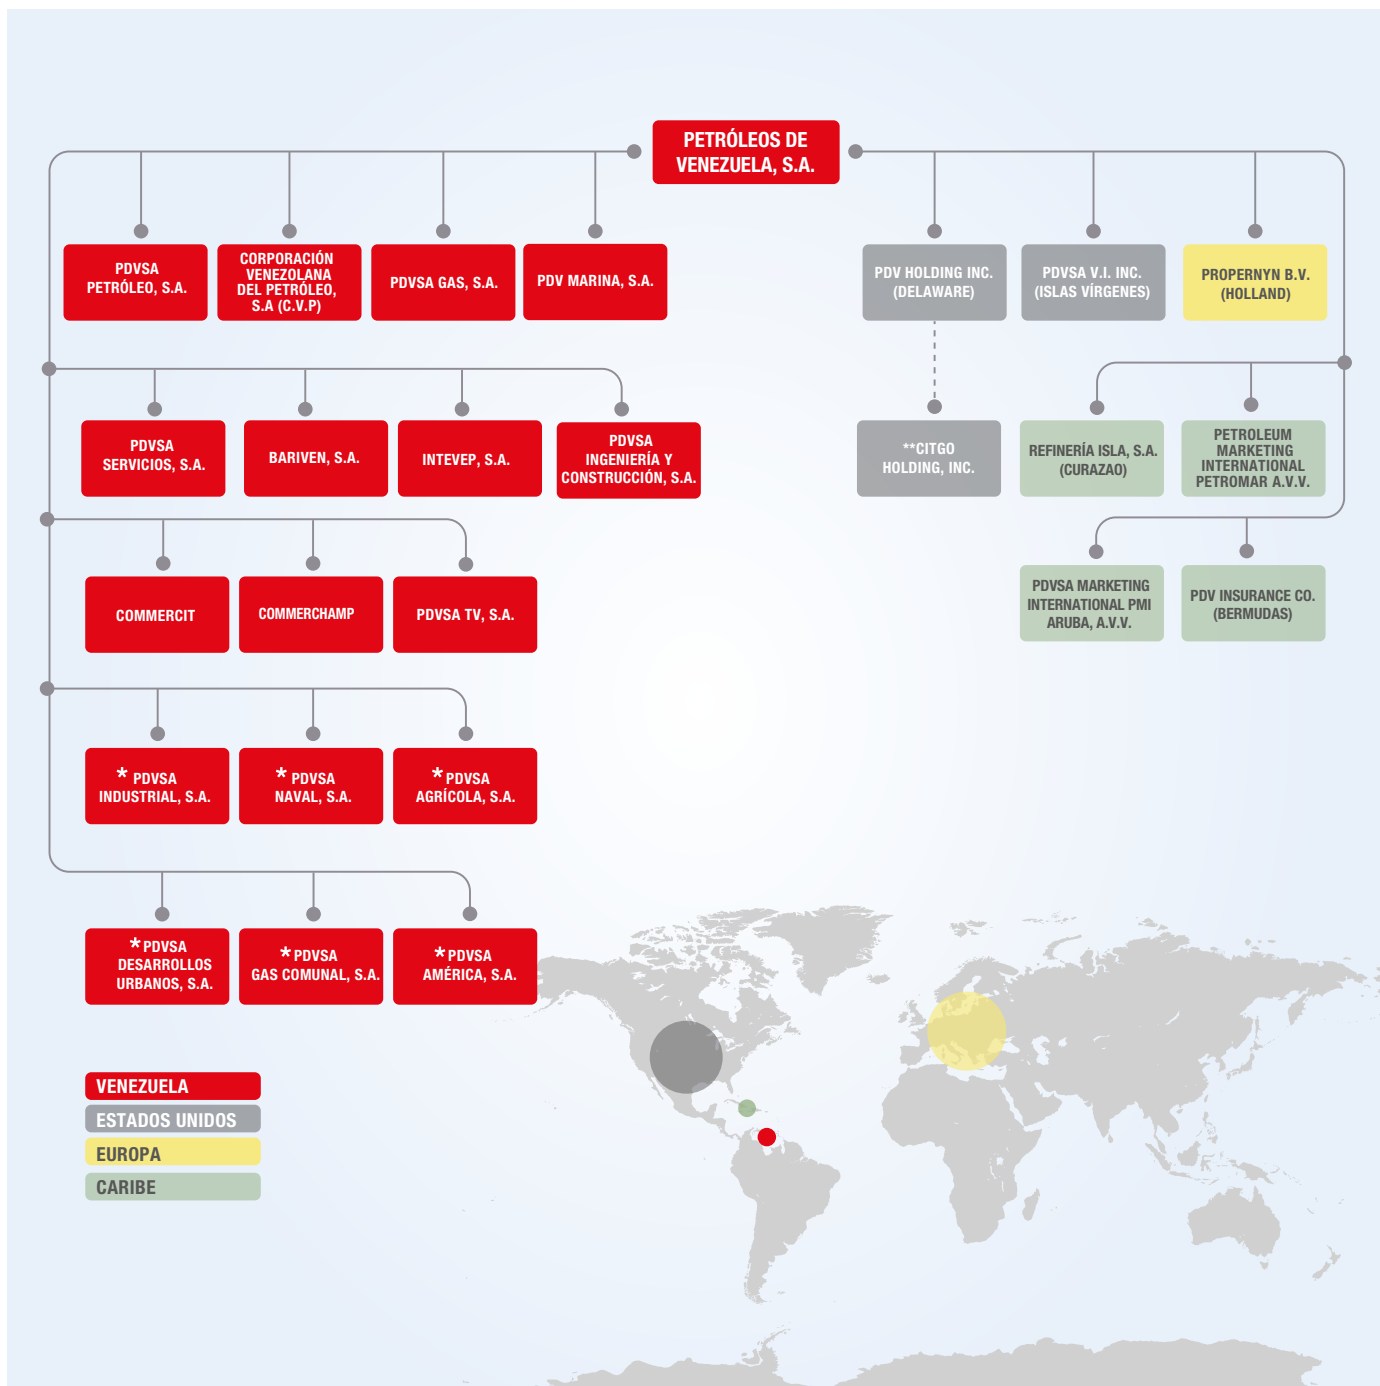 PETRÓLEOS DE
VENEZUELA, S.A.
PDVSA
PETRÓLEO, S.A.
CORPORACIÓN
VENEZOLANA
DEL PETRÓLEO,
S.A (C.V.P)
PDVSA GAS, S.A.
PDV MARINA, S.A.
PDV HOLDING INC.
(DELAWARE)
PDVSA V.I. INC.
(ISLAS VÍRGENES)
PROPERNYN B.V.
(HOLLAND)
PDVSA
SERVICIOS, S.A.
BARIVEN, S.A.
INTEVEP, S.A.
PDVSA
INGENIERÍA Y
CONSTRUCCIÓN, S.A.
**CITGO
HOLDING, INC.
REFINERÍA ISLA, S.A.
(CURAZAO)
PETROLEUM
MARKETING
INTERNATIONAL
PETROMAR A.V.V.
COMMERCIT
COMMERCHAMP
PDVSA TV, S.A.
PDVSA MARKETING
INTERNATIONAL PMI
ARUBA, A.V.V.
PDV INSURANCE CO.
(BERMUDAS)
* PDVSA
INDUSTRIAL, S.A.
* PDVSA
NAVAL, S.A.
* PDVSA
AGRÍCOLA, S.A.
* PDVSA
DESARROLLOS
URBANOS, S.A.
* PDVSA
GAS COMUNAL, S.A.
* PDVSA
AMÉRICA, S.A.
VENEZUELA
ESTADOS UNIDOS
EUROPA
CARIBE